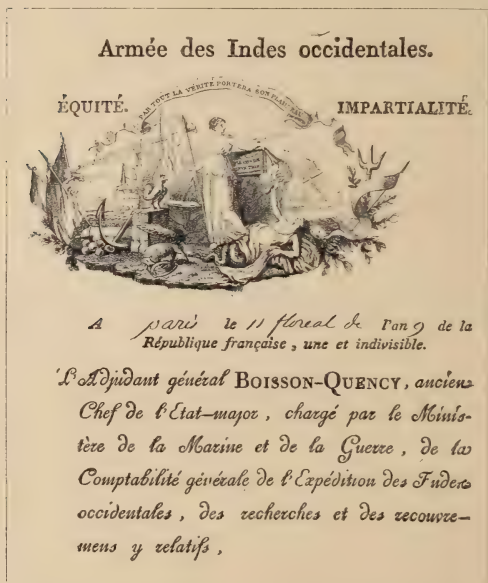 Armée des Indes occidentales.
ÉQUITÉ.
PAR TOUT LA VÉRITÉ PORTERA SON FLAMBEAU
IMPARTIALITÉ.
A paris le 11 floreal de l'an 9 de la
République française, une et indivisible.
L'Adjudant général BOISSON-QUENCY, ancien
Chef de l'Etat-major, chargé par le Minis-
tère de la Marine et de la Guerre, de la
Comptabilité générale de l'Expédition des Indes
occidentales, des recherches et des recouvre-
mens y relatifs,